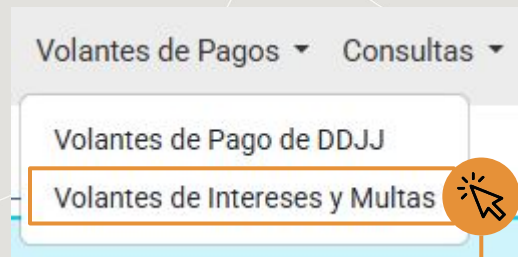 Volantes de Pagos Consultas
Volantes de Pago de DDJJ
Volantes de Intereses y Multas